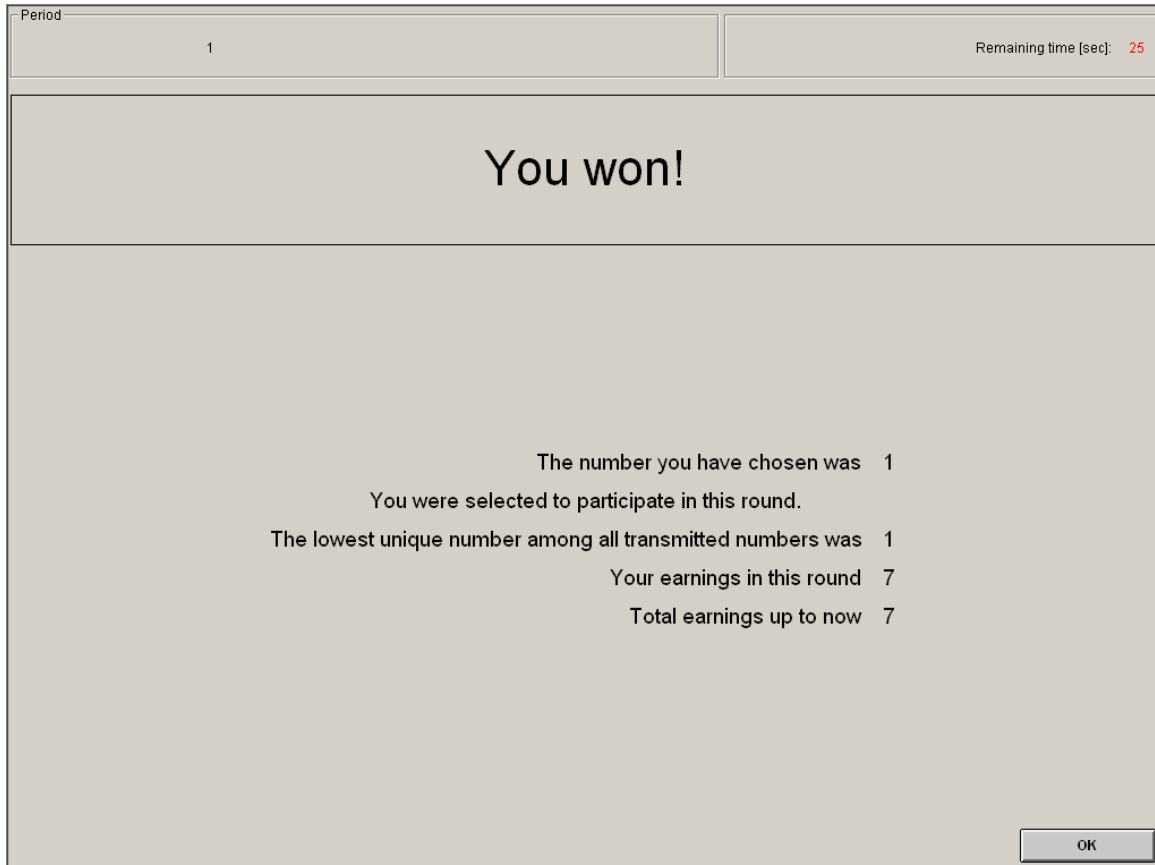 Period
1
Remaining time [sec]: 25
You won!
The number you have chosen was 1
You were selected to participate in this round.
The lowest unique number among all transmitted numbers was 1
Your earnings in this round 7
Total earnings up to now 7
OK